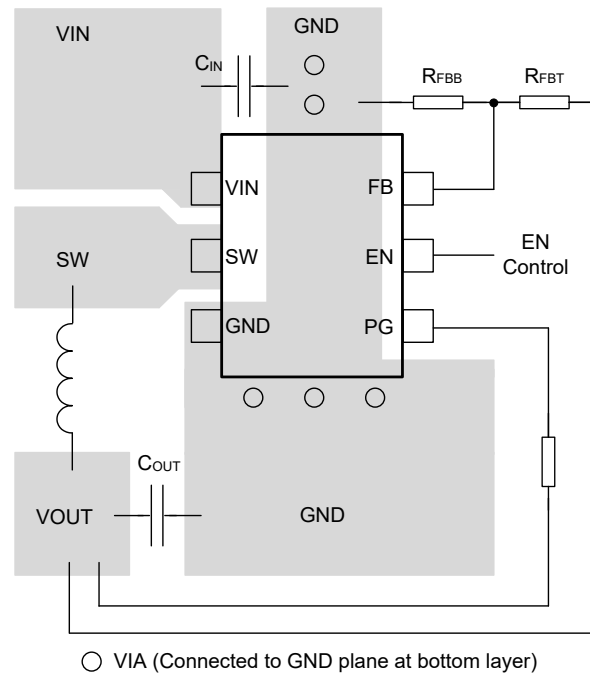 VIN
GND
CIN
RFBB
RFBT
VIN
FB
SW
SW
EN
EN
Control
GND
PG
COUT
VOUT
GND
VIA (Connected to GND plane at bottom layer)